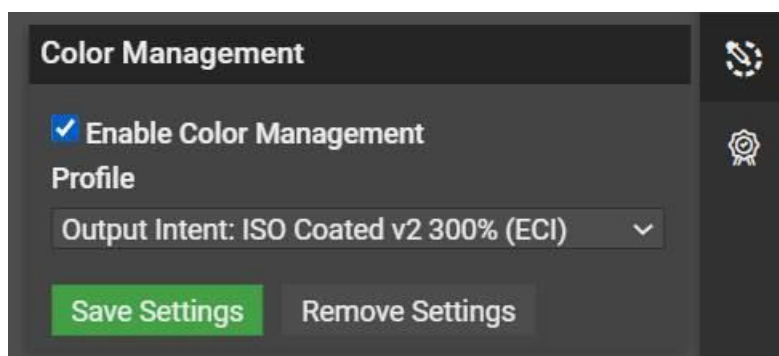 Color Management
Enable Color Management
Profile
Output Intent: ISO Coated v2 300% (ECI)
Save Settings Remove Settings